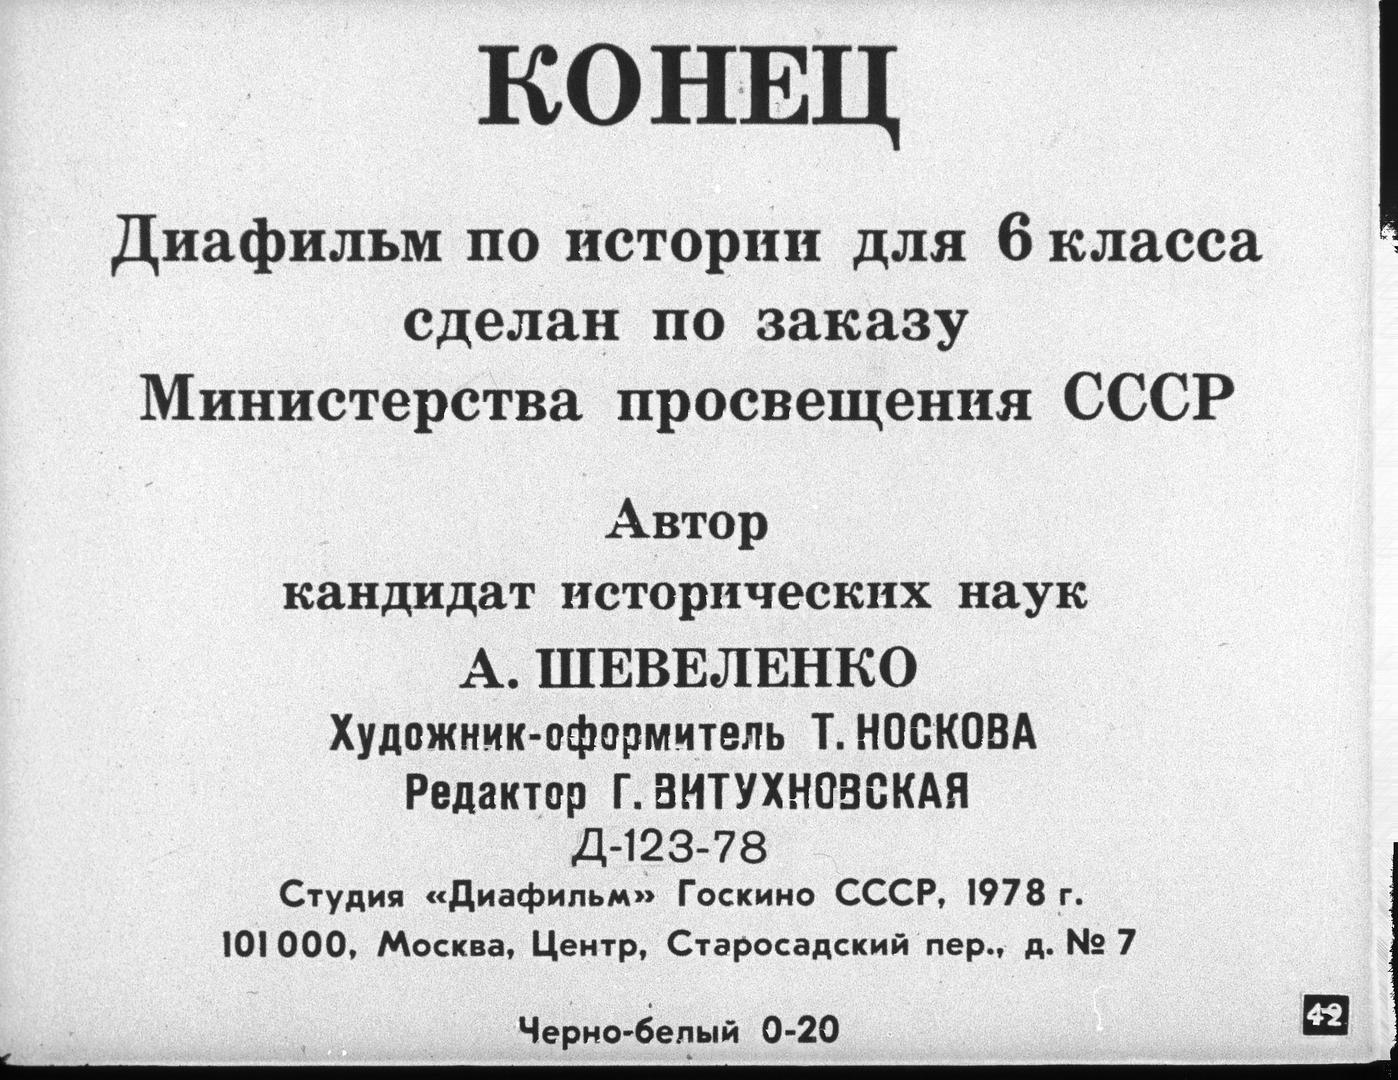 КОНЕЦ
Диафильм по истории для 6 класса
сделан по заказу
Министерства просвещения СССР
Автор
кандидат исторических наук
А. ШЕВЕЛЕНКО
Художник-оформитель Т. НОСКОВА
Редактор Г. ВИТУХНОВСКАЯ
Д-123-78
Студия «Диафильм» Госкино СССР, 1978 г.
101000, Москва, Центр, Старосадский пер., д. № 7
Черно-белый 0-20
42